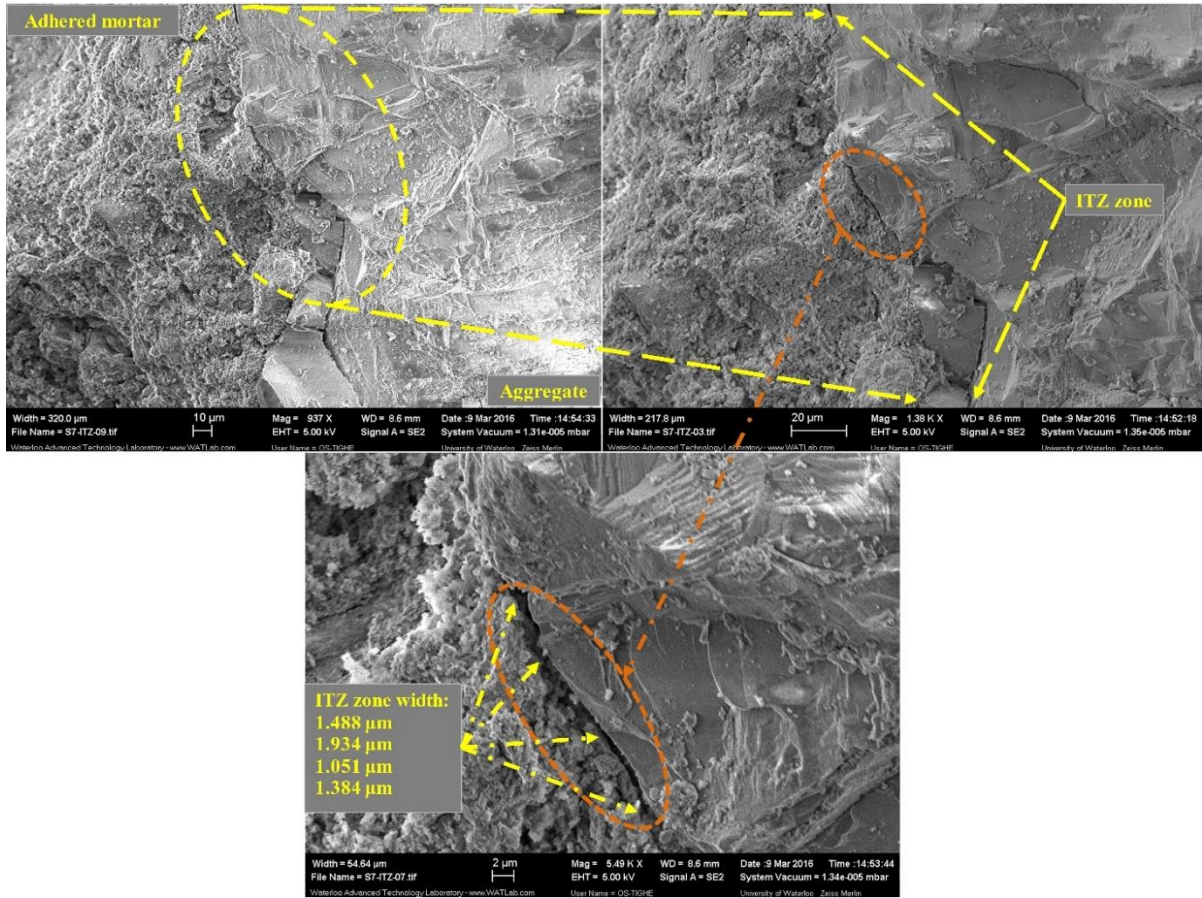 Adhered mortar
Aggregate
ITZ zone
Width = 320.0 µm
10 µm
Mag = 937 X
WD = 8.6 mm
Date :9 Mar 2016
Time :14:54:33
File Name = S7-ITZ-09.tif
EHT = 5.00 kV
Signal A = SE2
System Vacuum = 1.31e-005 mbar
Waterloo Advanced Technology Laboratory - www.WATLab.com
User Name = OS-TIGHE
University of Waterloo Zeiss Merlin
Width = 217.8 µm
20 µm
Mag = 1.38 K X
WD = 8.6 mm
Date :9 Mar 2016
Time :14:52:18
File Name = S7-ITZ-03.tif
EHT = 5.00 kV
Signal A = SE2
System Vacuum = 1.35e-005 mbar
Waterloo Advanced Technology Laboratory - www.WATLab.com
User Name = OS-TIGHE
University of Waterloo Zeiss Merlin
ITZ zone width:
1.488 µm
1.934 µm
1.051 µm
1.384 µm
Width = 54.64 µm
2 µm
Mag = 5.49 K X
WD = 8.6 mm
Date :9 Mar 2016
Time :14:53:44
File Name = S7-ITZ-07.tif
EHT = 5.00 kV
Signal A = SE2
System Vacuum = 1.34e-005 mbar
Waterloo Advanced Technology Laboratory - www.WATLab.com
User Name = OS-TIGHE
University of Waterloo Zeiss Merlin